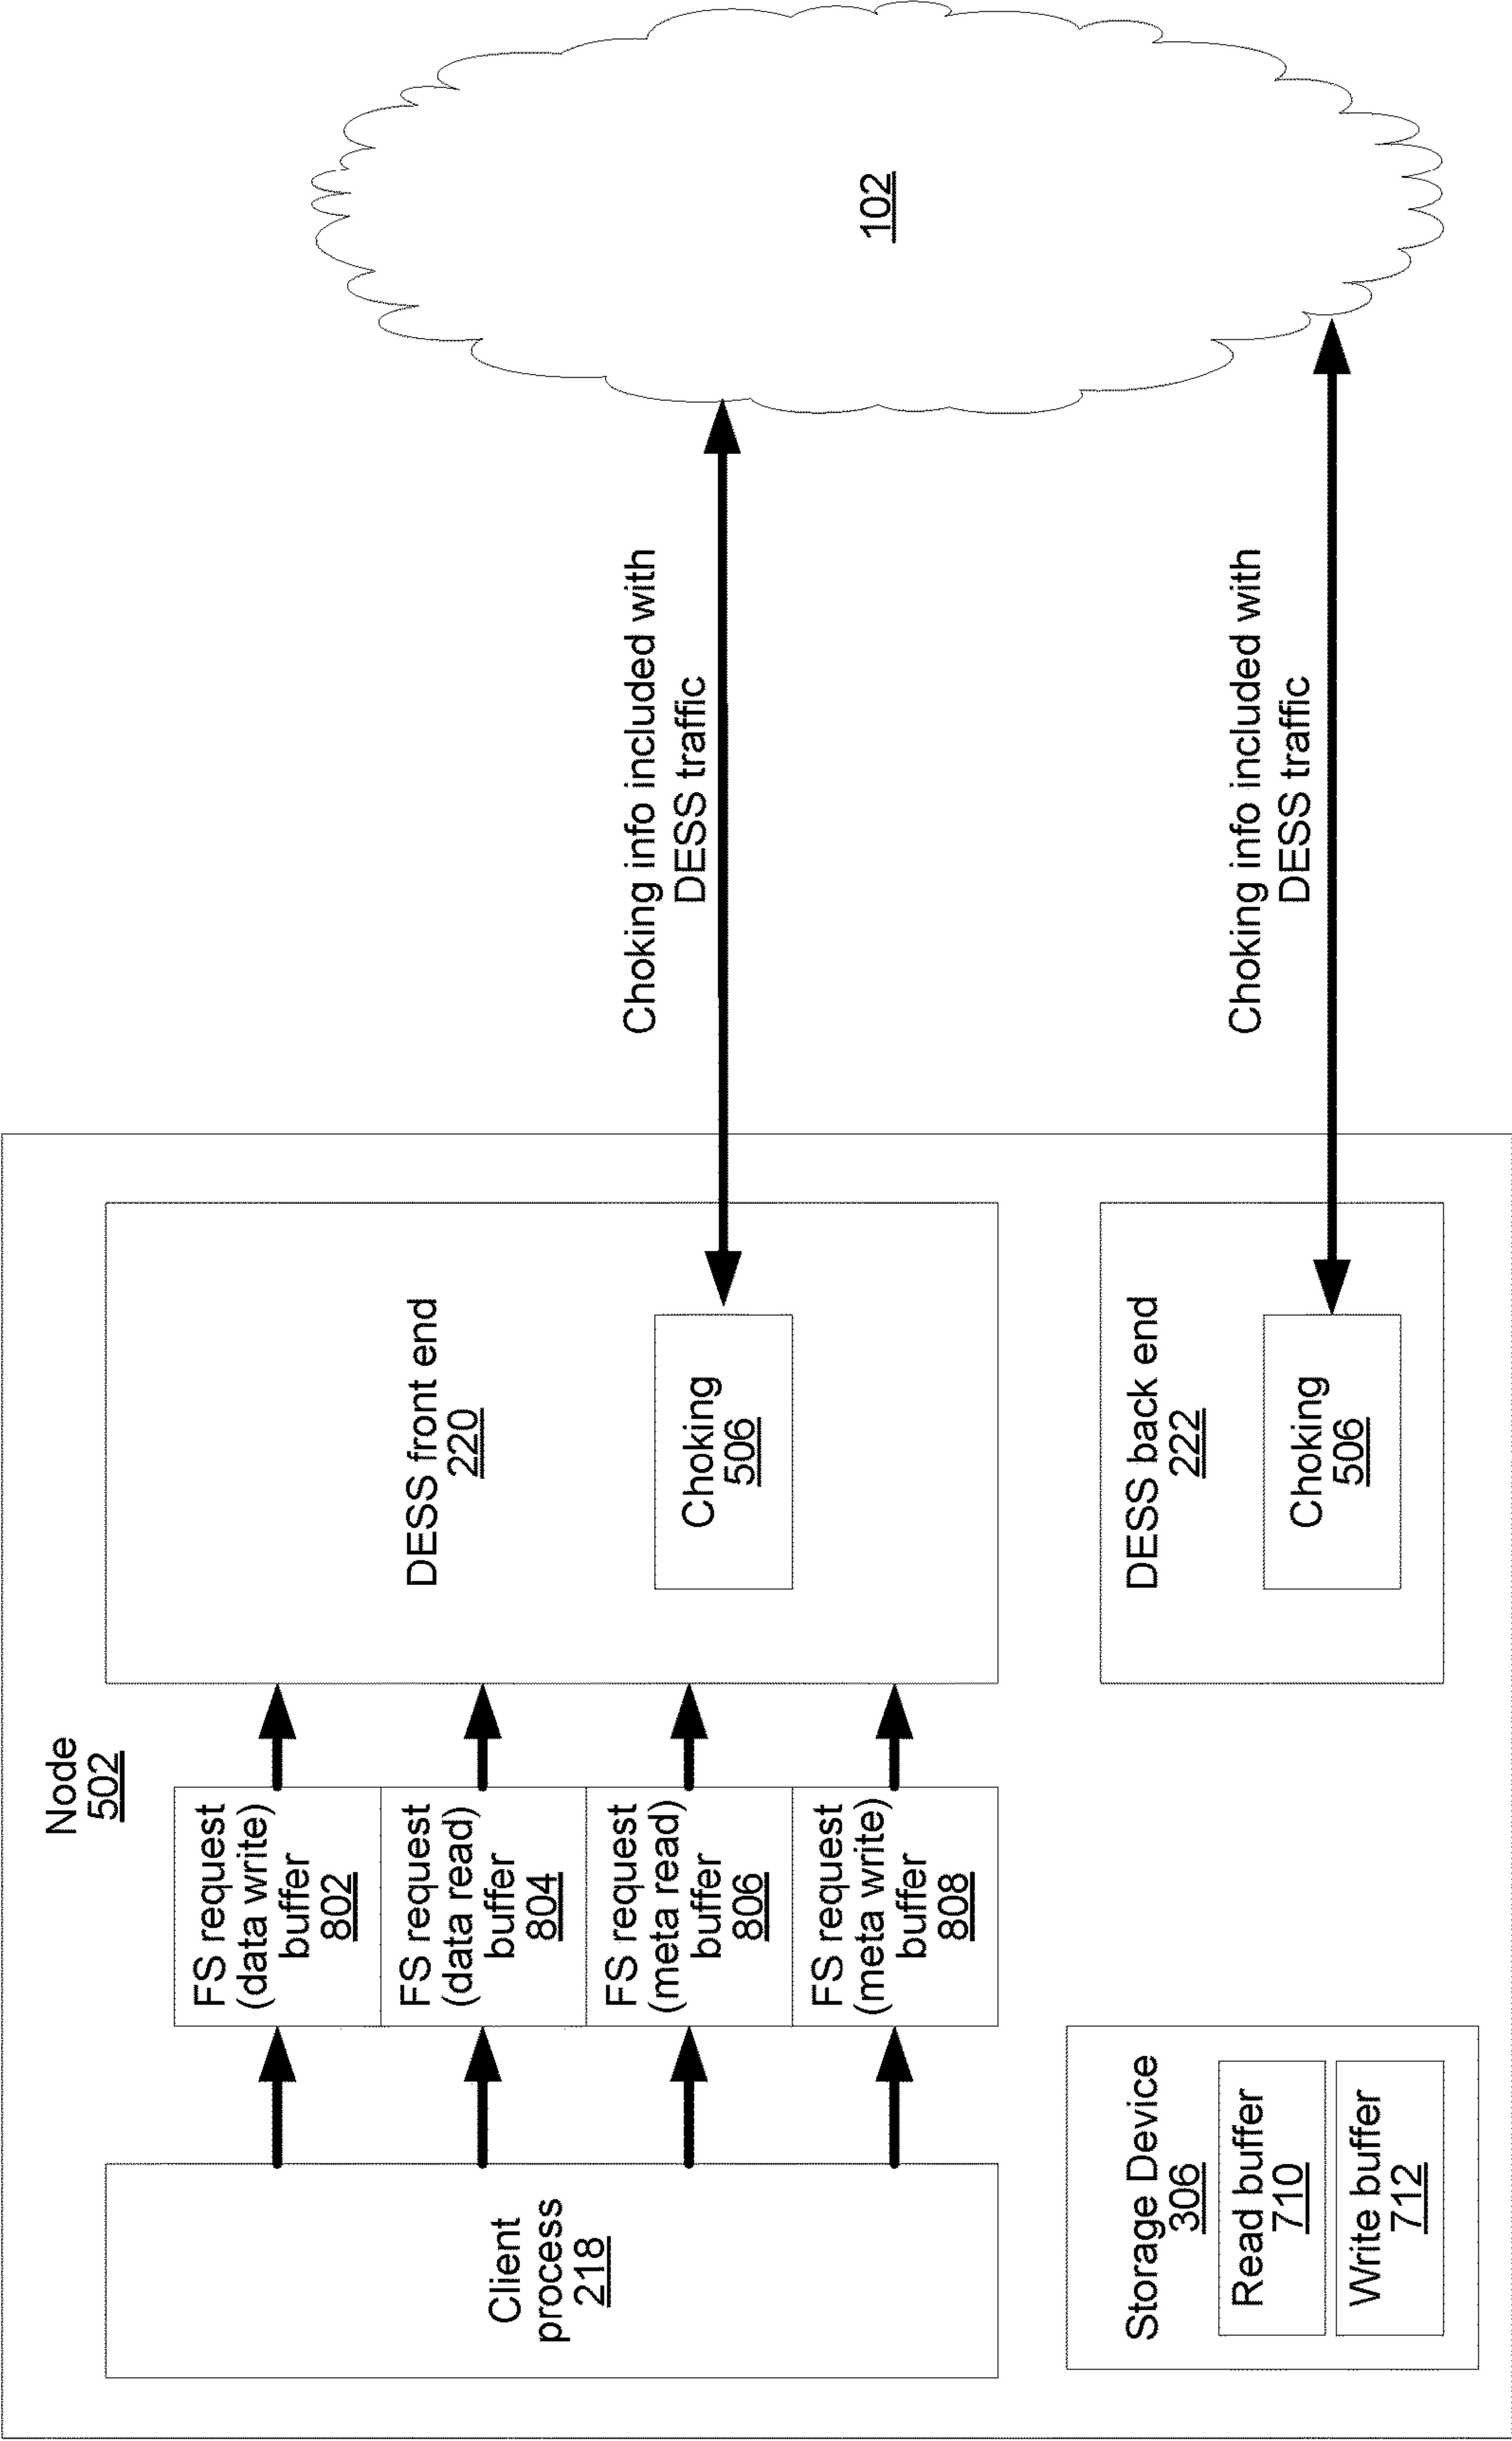 Node
502
Client
process
218
FS request
(data write)
buffer
802
FS request
(data read)
buffer
804
FS request
(meta read)
buffer
806
FS request
(meta write)
buffer
808
DESS front end
220
Choking
506
Choking info included with
DESS traffic
102
Storage Device
306
Read buffer
710
Write buffer
712
DESS back end
222
Choking
506
Choking info included with
DESS traffic